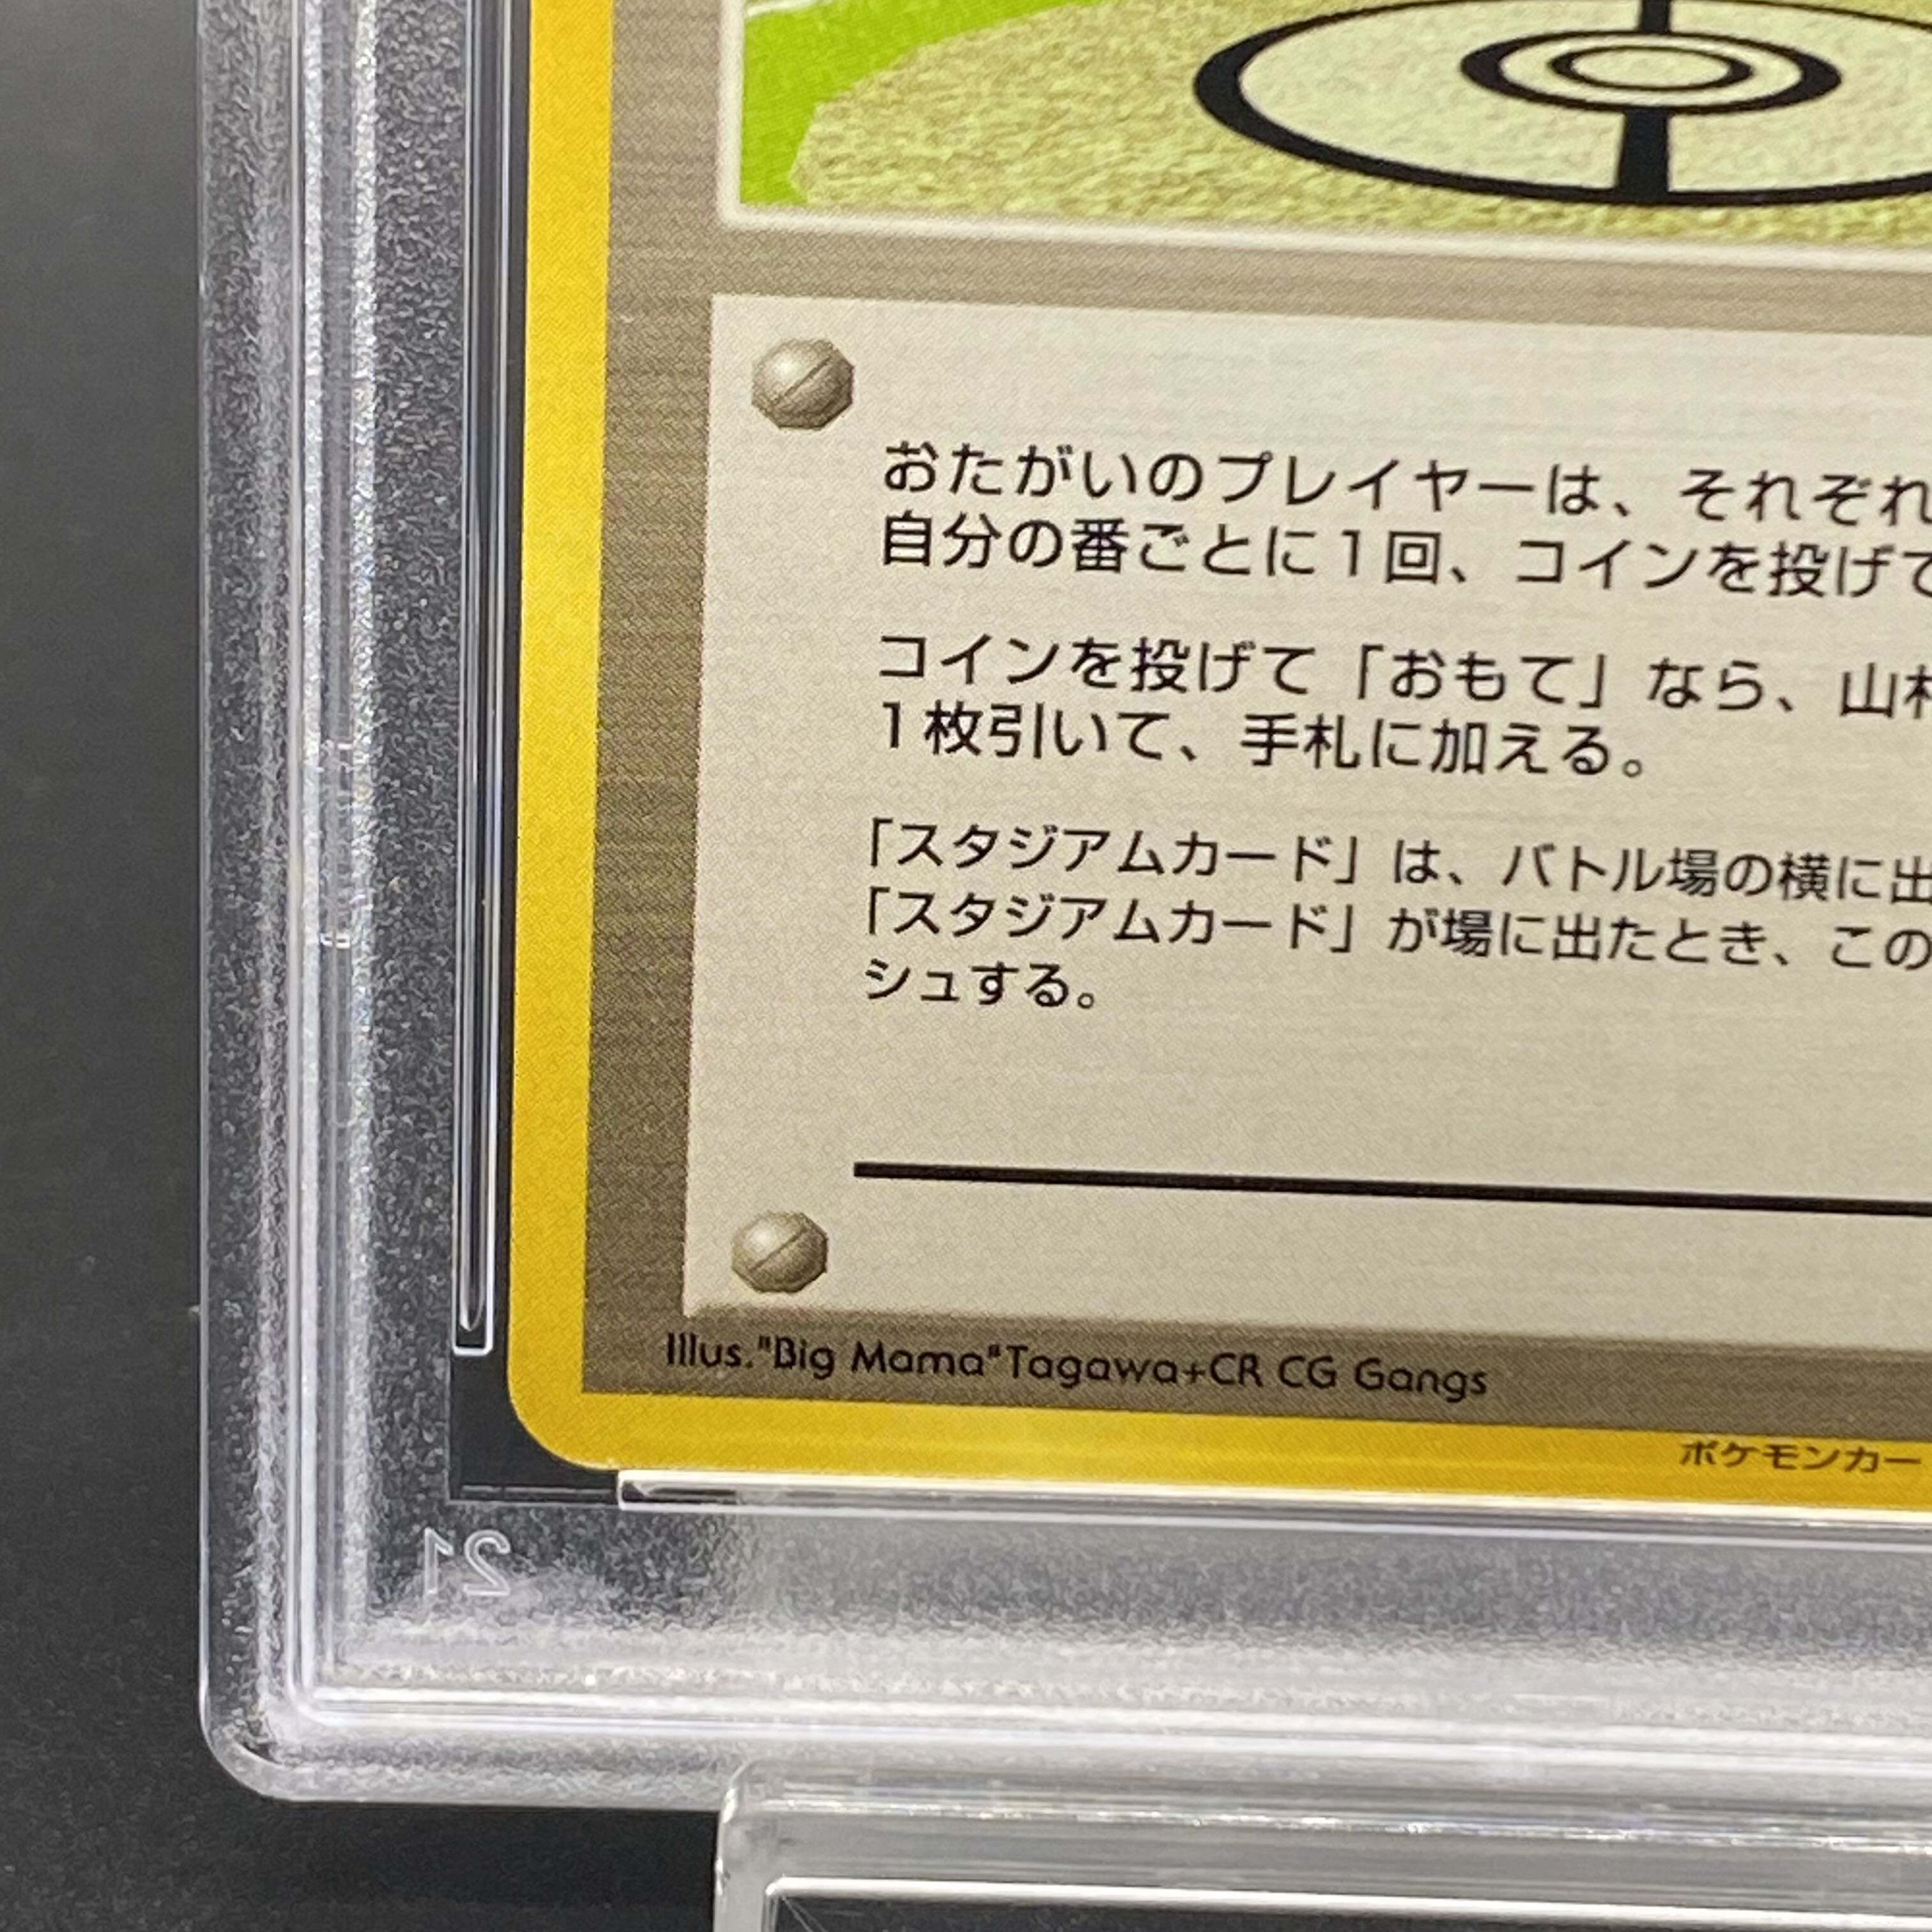 おたがいのプレイヤーは、それぞれ
自分の番ごとに1回、コインを投げて
コインを投げて「おもて」なら、山札
1枚引いて、手札に加える。
「スタジアムカード」は、バトル場の横に出
「スタジアムカード」が場に出たとき、この
シュする。
Illus."Big Mama"Tagawa+CR CG Gangs
ポケモンカー
21